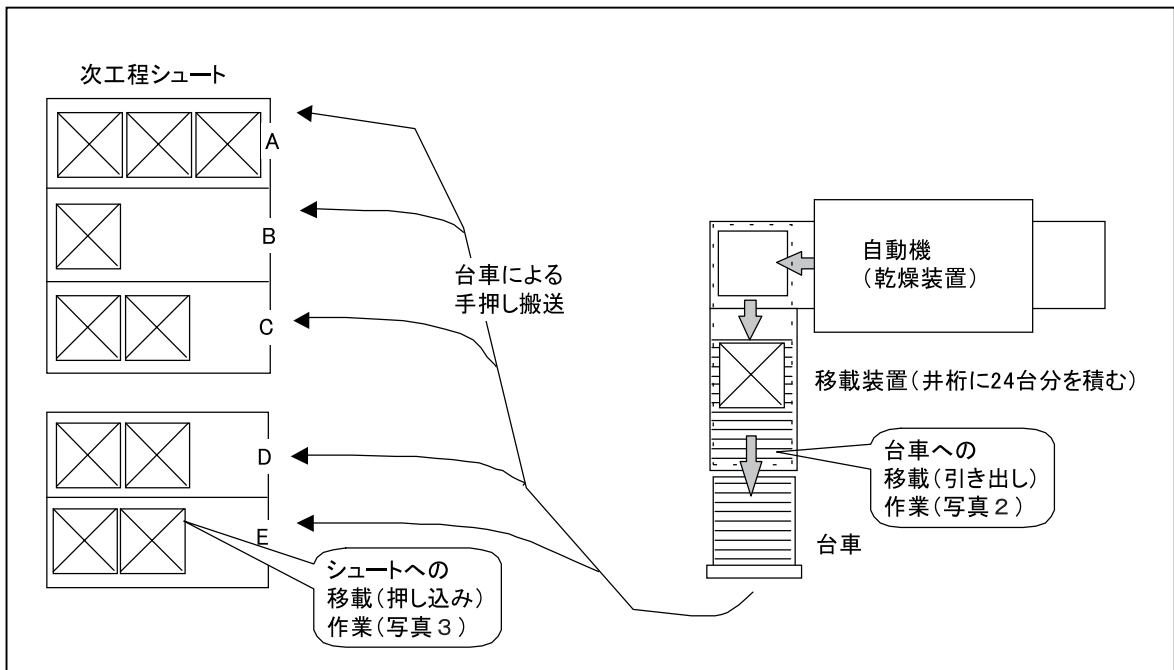 次工程シュート
A
B
C
D
E
台車による
手押し搬送
自動機
(乾燥装置)
移載装置(井桁に24台分を積む)
台車への
移載(引き出し)
作業(写真2)
台車
シュートへの
移載(押し込み)
作業(写真3)